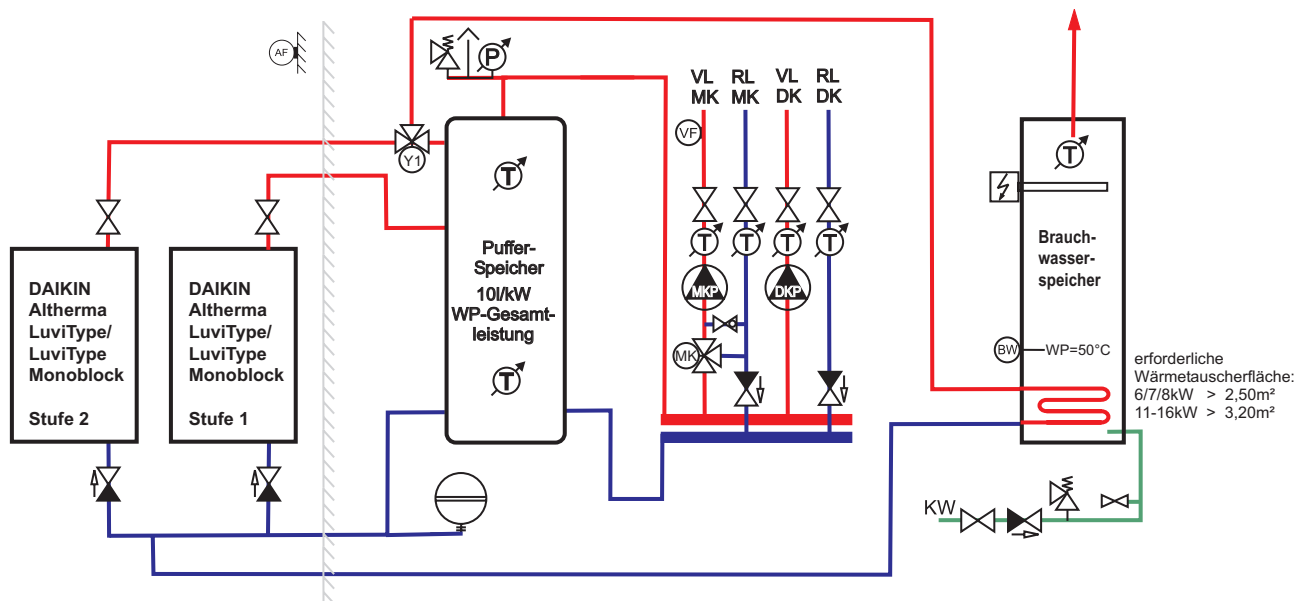 AF
P
VL RL VL RL
MK MK DK DK
VF
Y1
T
T
T T T T
MKP DKP
MK
DAIKIN
Altherma
LuviType/
LuviType
Monoblock
Stufe 2
DAIKIN
Altherma
LuviType/
LuviType
Monoblock
Stufe 1
Puffer-
Speicher
10l/kW
WP-Gesamt-
leistung
T
Brauch-
wasser-
speicher
BW
WP=50°C
erforderliche
Wärmetauscherfläche:
6/7/8kW > 2,50m²
11-16kW > 3,20m²
KW